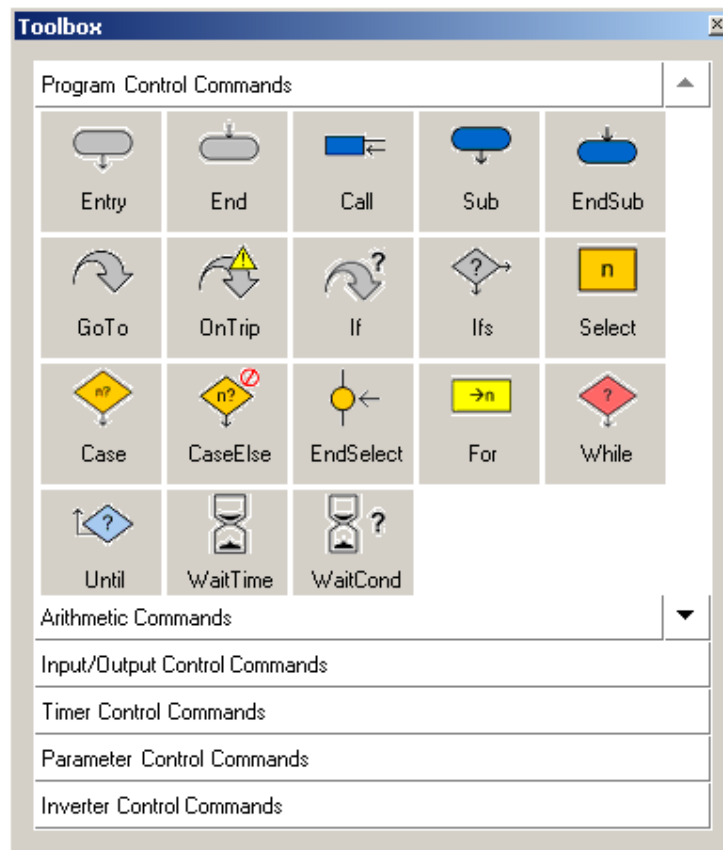 Toolbox
Program Control Commands
Entry End Call Sub EndSub
? ? n
GoTo OnTrip If Ifs Select
n? n? →n ?
Case CaseElse EndSelect For While
? ?
Until WaitTime WaitCond
Arithmetic Commands
Input/Output Control Commands
Timer Control Commands
Parameter Control Commands
Inverter Control Commands